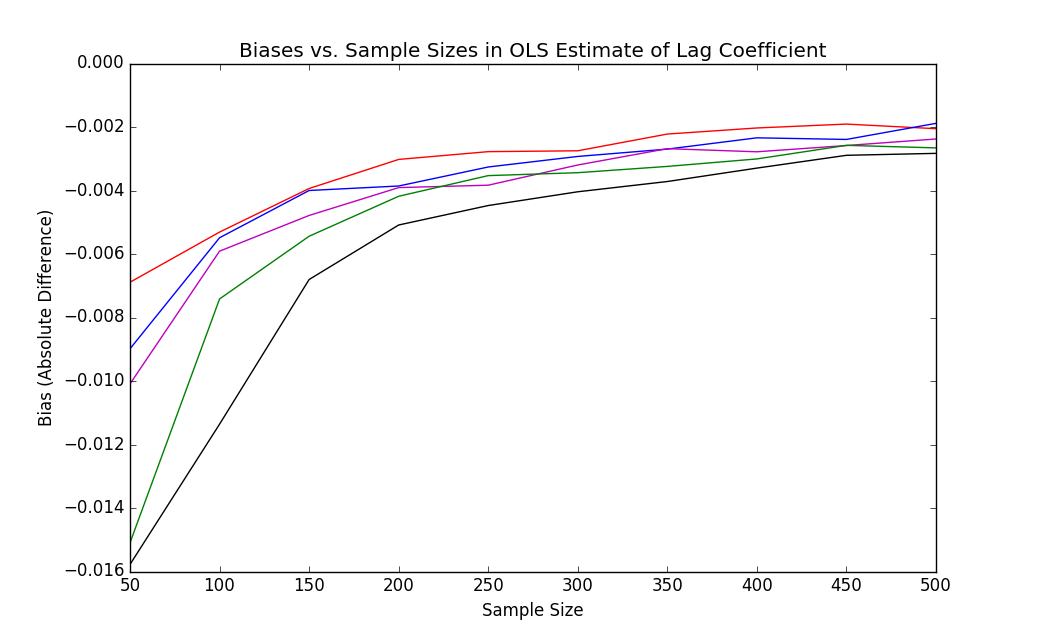 Biases vs. Sample Sizes in OLS Estimate of Lag Coefficient
0.000
−0.002
−0.004
−0.006
−0.008
−0.010
−0.012
−0.014
−0.016
Bias (Absolute Difference)
50 100 150 200 250 300 350 400 450 500
Sample Size